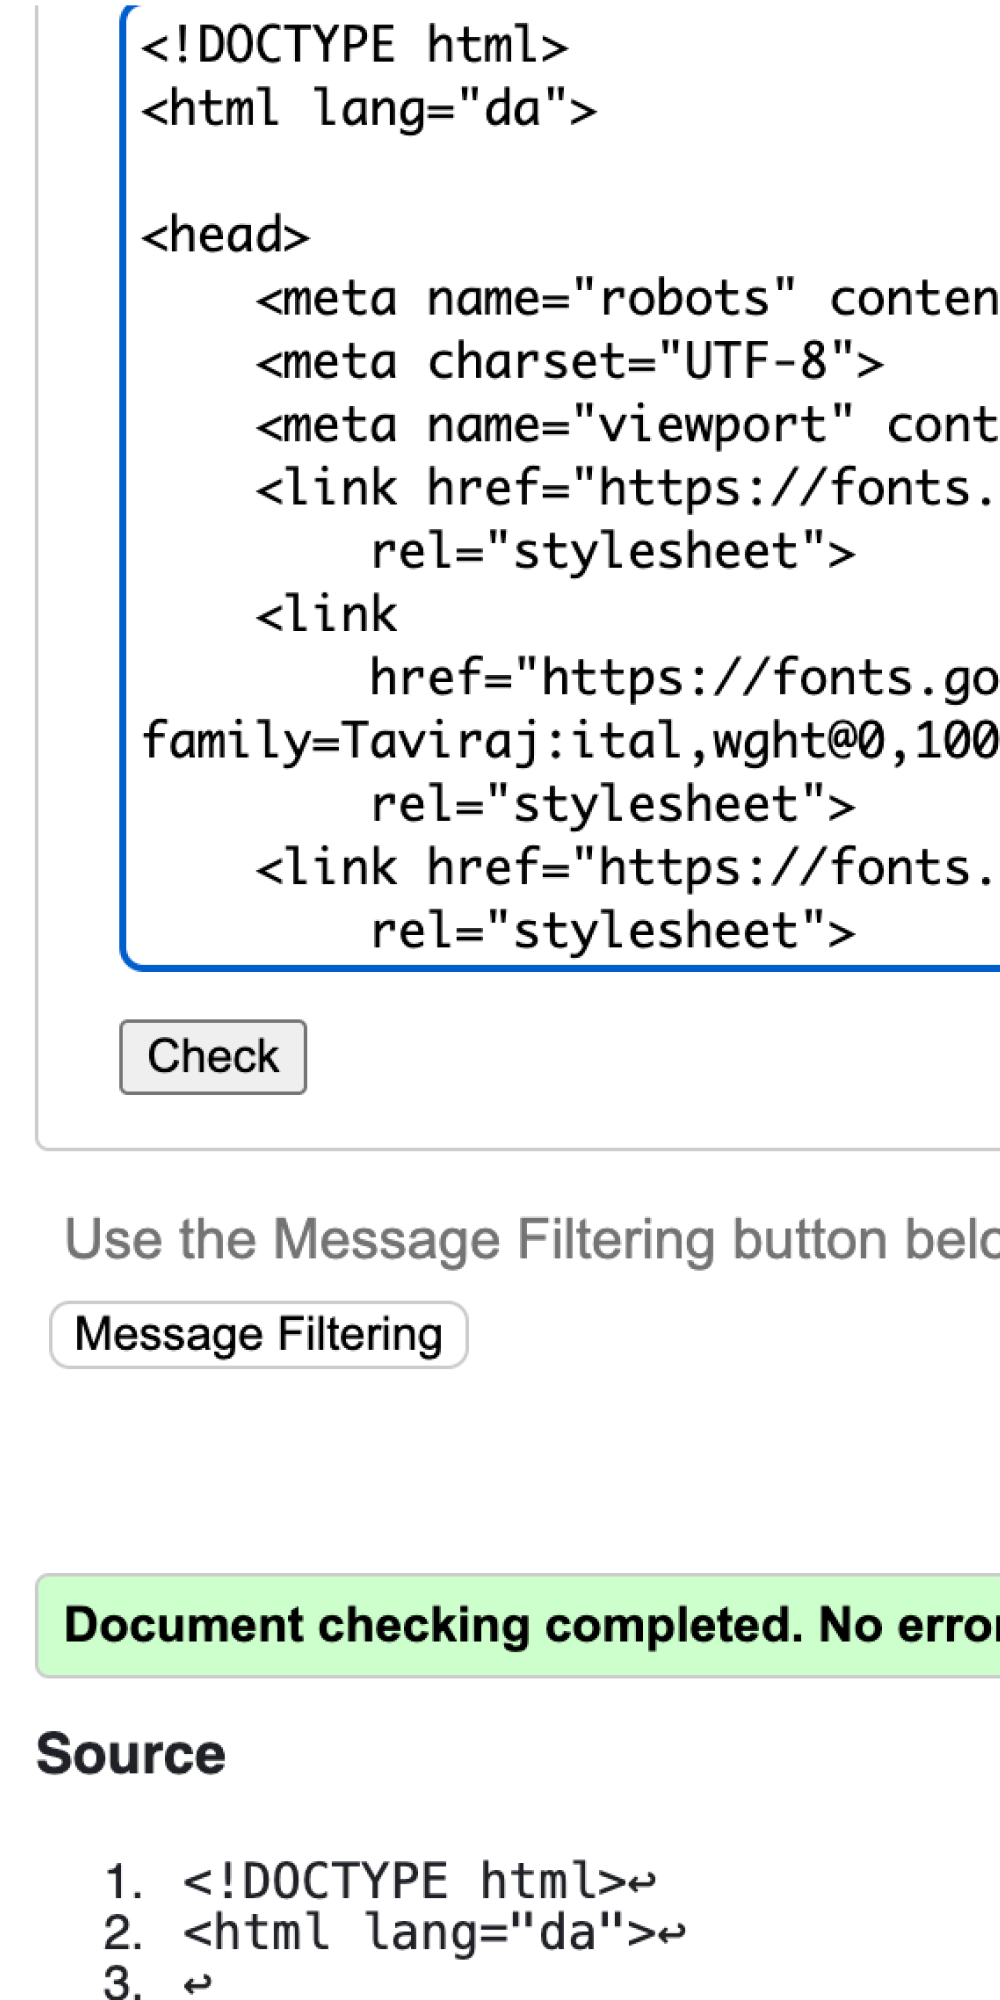 <!DOCTYPE html>
<html lang="da">
<head>
<meta name="robots" conten
<meta charset="UTF-8">
<meta name="viewport" cont
<link href="https://fonts.
rel="stylesheet">
<link
href="https://fonts.go
family=Taviraj:ital,wght@0,100
rel="stylesheet">
<link href="https://fonts.
rel="stylesheet">
Check
Use the Message Filtering button belo
Message Filtering
Document checking completed. No error
Source
1. <!DOCTYPE html>↩
2. <html lang="da">↩
3. ↩